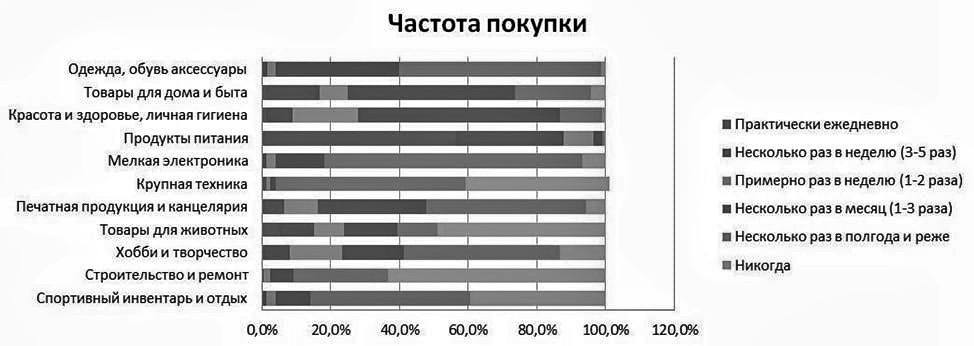 Частота покупки
Одежда, обувь аксессуары
Товары для дома и быта
Красота и здоровье, личная гигиена
Продукты питания
Мелкая электроника
Крупная техника
Печатная продукция и канцелярия
Товары для животных
Хобби и творчество
Строительство и ремонт
Спортивный инвентарь и отдых
0,0% 20,0% 40,0% 60,0% 80,0% 100,0% 120,0%
Практически ежедневно
Несколько раз в неделю (3-5 раз)
Примерно раз в неделю (1-2 раза)
Несколько раз в месяц (1-3 раза)
Несколько раз в полгода и реже
Никогда